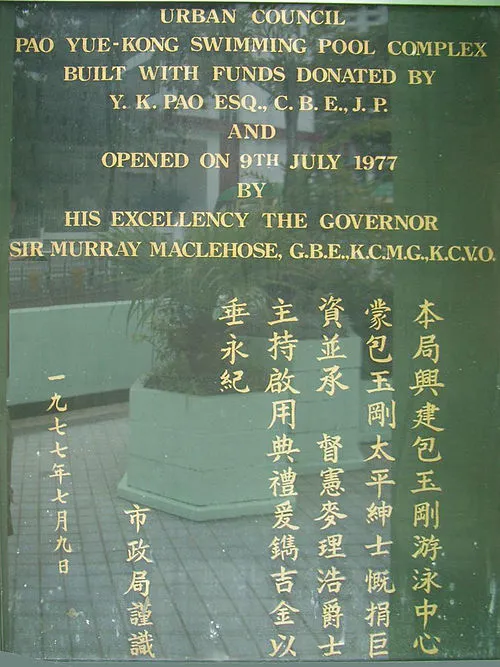 URBAN COUNCIL
PAO YUE-KONG SWIMMING POOL COMPLEX
BUILT WITH FUNDS DONATED BY
Y. K. PAO ESQ., C. B. E., J. P.
AND
OPENED ON 9TH JULY 1977
BY
HIS EXCELLENCY THE GOVERNOR
SIR MURRAY MACLEHOSE, G.B.E., K.C.M.G., K.C.V.O.
本局興建包玉剛游泳中心
蒙包玉剛太平紳士慨捐巨
資並承 督憲麥理浩爵士
主持啟用典禮爰鐫吉金以
垂永紀
市政局謹識
一九七七年七月九日